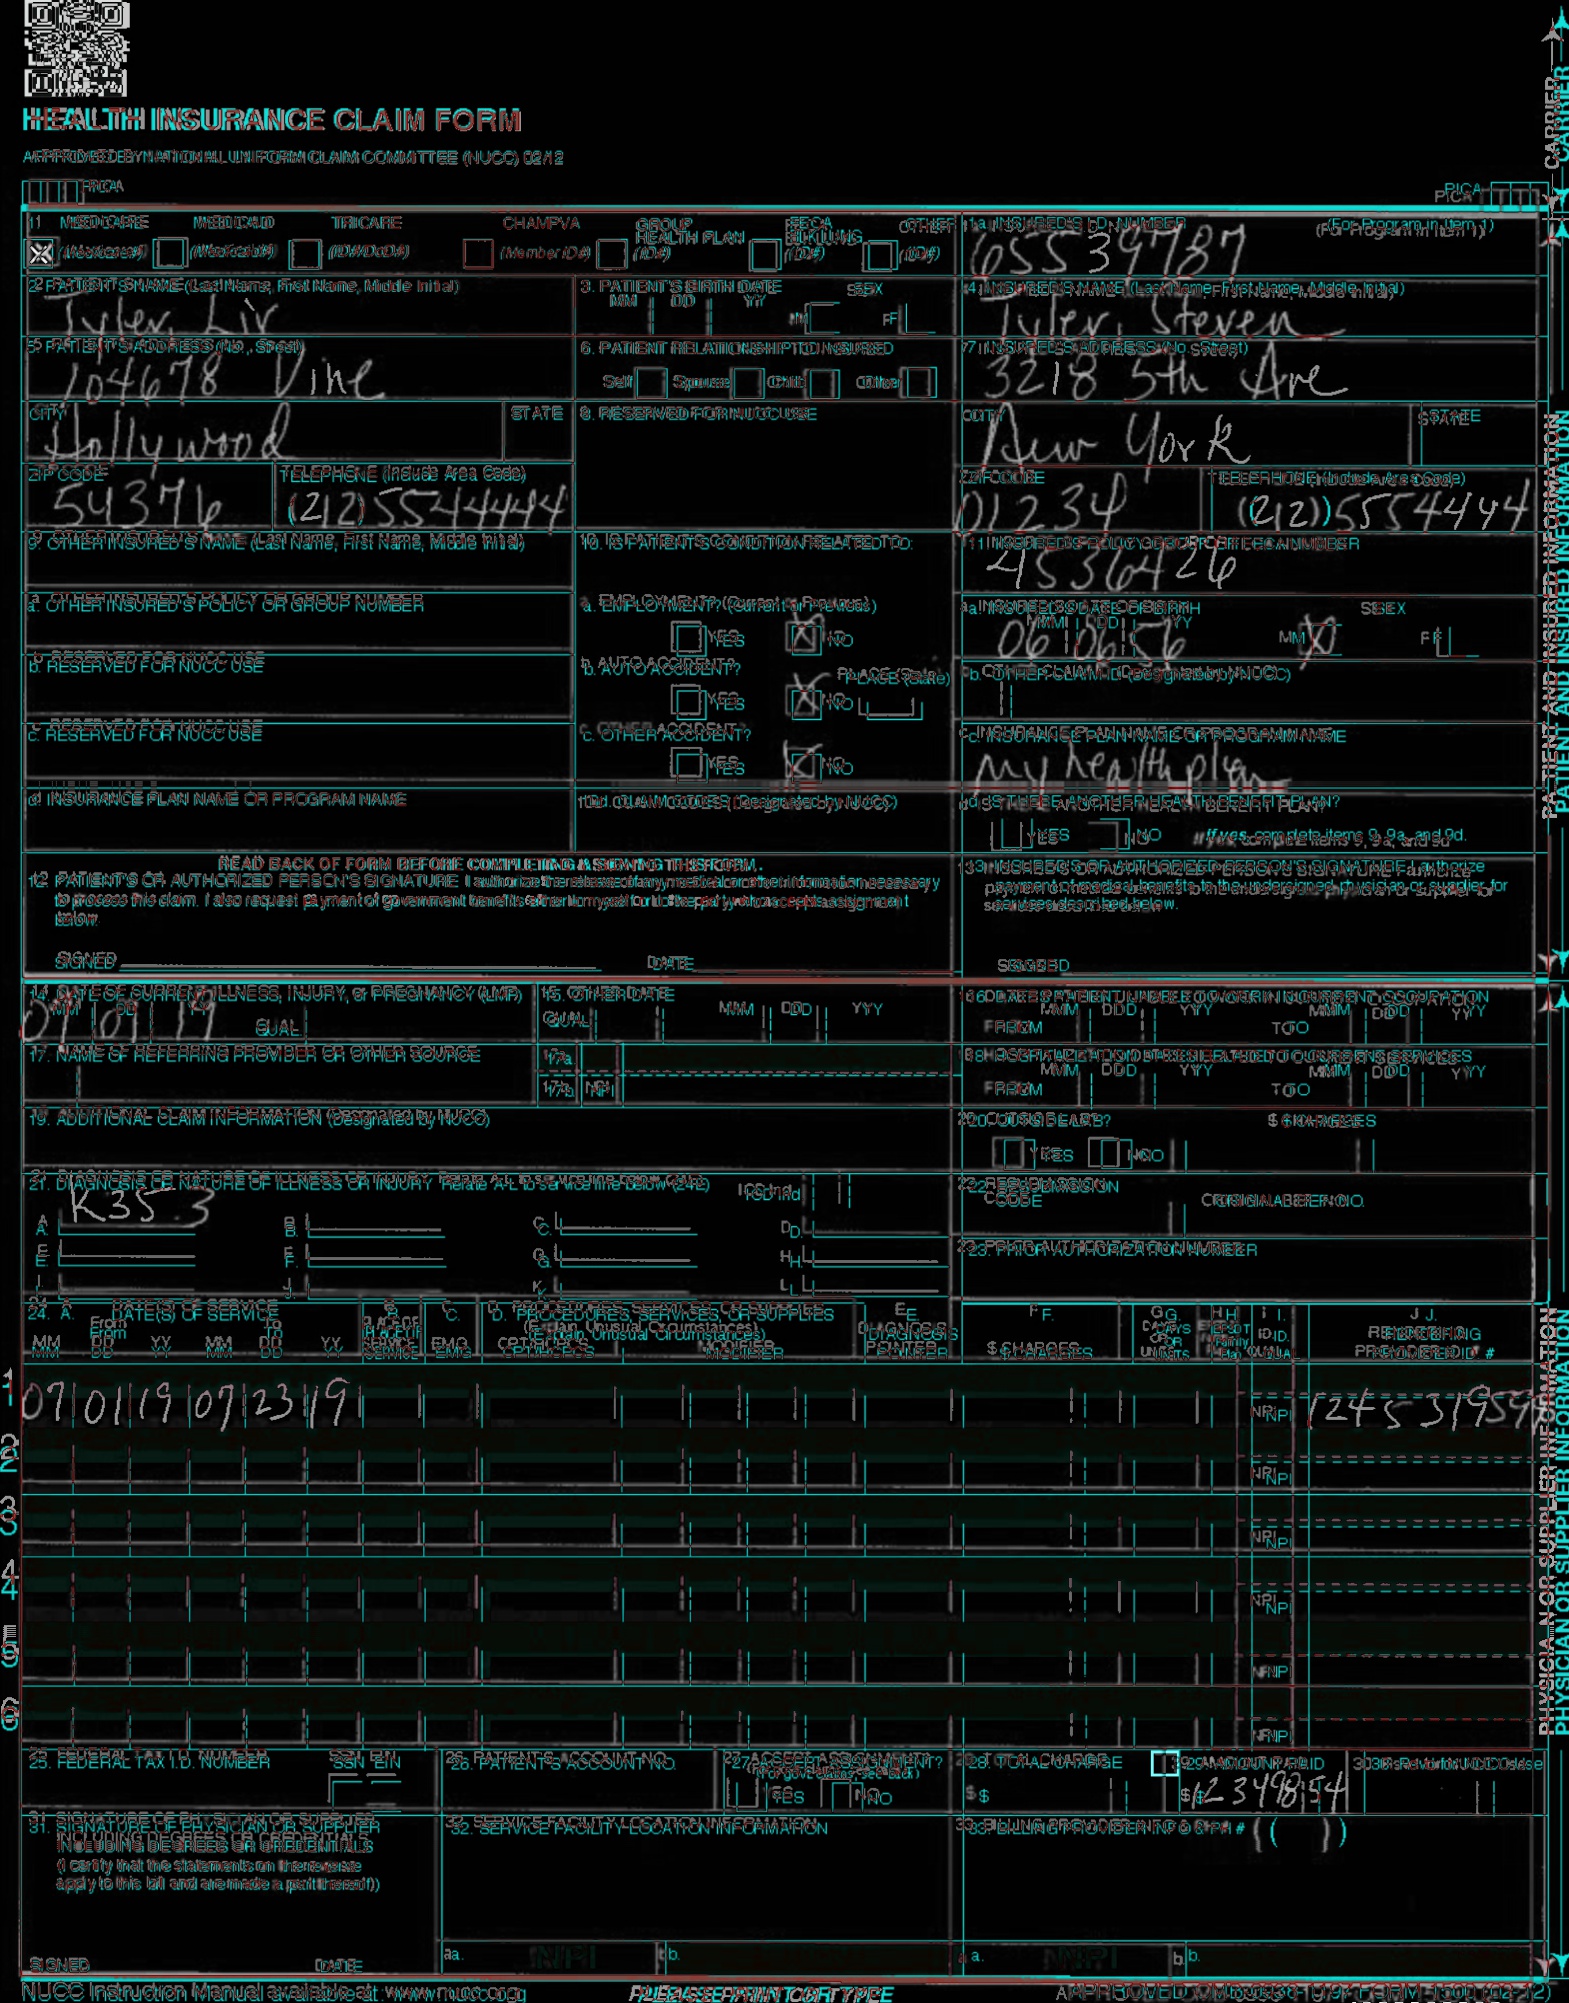 HEALTH INSURANCE CLAIM FORM
APPROVED BY NATIONAL UNIFORM CLAIM COMMITTEE (NUCC) 02/12
PICA
PICA
CARRIER
1. MEDICARE MEDICAID TRICARE CHAMPVA GROUP HEALTH PLAN FECA BLK LUNG OTHER
(Medicare#) (Medicaid#) (ID#/DoD#) (Member ID#) (ID#) (ID#) (ID#)
1a. INSURED'S I.D. NUMBER (For Program in Item 1)
65539787
2. PATIENT'S NAME (Last Name, First Name, Middle Initial)
Tyler, Liv
3. PATIENT'S BIRTH DATE SEX
MM DD YY M F
4. INSURED'S NAME (Last Name, First Name, Middle Initial)
Tyler, Steven
5. PATIENT'S ADDRESS (No., Street)
104678 Vine
6. PATIENT RELATIONSHIP TO INSURED
Self Spouse Child Other
7. INSURED'S ADDRESS (No., Street)
3218 5th Ave
CITY STATE
Hollywood
8. RESERVED FOR NUCC USE
CITY STATE
New York
ZIP CODE TELEPHONE (Include Area Code)
54376 (212) 5544444
ZIP CODE TELEPHONE (Include Area Code)
01234 (212) 5554444
9. OTHER INSURED'S NAME (Last Name, First Name, Middle Initial)
10. IS PATIENT'S CONDITION RELATED TO:
11. INSURED'S POLICY GROUP OR FECA NUMBER
4536426
a. OTHER INSURED'S POLICY OR GROUP NUMBER
a. EMPLOYMENT? (Current or Previous)
YES NO
a. INSURED'S DATE OF BIRTH SEX
MM DD YY M F
06 06 56
b. RESERVED FOR NUCC USE
b. AUTO ACCIDENT? PLACE (State)
YES NO
b. OTHER CLAIM ID (Designated by NUCC)
c. RESERVED FOR NUCC USE
c. OTHER ACCIDENT?
YES NO
c. INSURANCE PLAN NAME OR PROGRAM NAME
my health plan
d. INSURANCE PLAN NAME OR PROGRAM NAME
10d. CLAIM CODES (Designated by NUCC)
d. IS THERE ANOTHER HEALTH BENEFIT PLAN?
YES NO If yes, complete items 9, 9a, and 9d.
READ BACK OF FORM BEFORE COMPLETING & SIGNING THIS FORM.
12. PATIENT'S OR AUTHORIZED PERSON'S SIGNATURE I authorize the release of any medical or other information necessary
to process this claim. I also request payment of government benefits either to myself or to the party who accepts assignment
below.
SIGNED DATE
13. INSURED'S OR AUTHORIZED PERSON'S SIGNATURE I authorize
payment of medical benefits to the undersigned physician or supplier for
services described below.
SIGNED
PATIENT AND INSURED INFORMATION
14. DATE OF CURRENT ILLNESS, INJURY, or PREGNANCY (LMP)
MM DD YY QUAL.
07 01 19
15. OTHER DATE
QUAL. MM DD YY
16. DATES PATIENT UNABLE TO WORK IN CURRENT OCCUPATION
MM DD YY MM DD YY
FROM TO
17. NAME OF REFERRING PROVIDER OR OTHER SOURCE
17a.
17b. NPI
18. HOSPITALIZATION DATES RELATED TO CURRENT SERVICES
MM DD YY MM DD YY
FROM TO
19. ADDITIONAL CLAIM INFORMATION (Designated by NUCC)
20. OUTSIDE LAB? $ CHARGES
YES NO
21. DIAGNOSIS OR NATURE OF ILLNESS OR INJURY Relate A-L to service line below (24E) ICD Ind.
A. K35.3 B. C. D.
E. F. G. H.
I. J. K. L.
22. RESUBMISSION CODE ORIGINAL REF. NO.
23. PRIOR AUTHORIZATION NUMBER
24. A. DATE(S) OF SERVICE B. C. D. PROCEDURES, SERVICES, OR SUPPLIES E. F. G. H. I. J.
From To PLACE OF SERVICE EMG (Explain Unusual Circumstances) DIAGNOSIS POINTER $ CHARGES DAYS OR UNITS EPSDT Family Plan ID. QUAL. RENDERING PROVIDER ID. #
MM DD YY MM DD YY CPT/HCPCS MODIFIER
1 07 01 19 07 23 19 NPI
2 NPI
3 NPI
4 NPI
5 NPI
6 NPI
PHYSICIAN OR SUPPLIER INFORMATION
25. FEDERAL TAX I.D. NUMBER SSN EIN
26. PATIENT'S ACCOUNT NO.
27. ACCEPT ASSIGNMENT?
(For govt. claims, see back)
YES NO
28. TOTAL CHARGE
$
29. AMOUNT PAID
$ 123498 54
30. Rsvd for NUCC Use
31. SIGNATURE OF PHYSICIAN OR SUPPLIER
INCLUDING DEGREES OR CREDENTIALS
(I certify that the statements on the reverse
apply to this bill and are made a part thereof.)
SIGNED DATE
32. SERVICE FACILITY LOCATION INFORMATION
a. NPI b.
33. BILLING PROVIDER INFO & PH # ( )
a. NPI b.
NUCC Instruction Manual available at: www.nucc.org
PLEASE PRINT OR TYPE